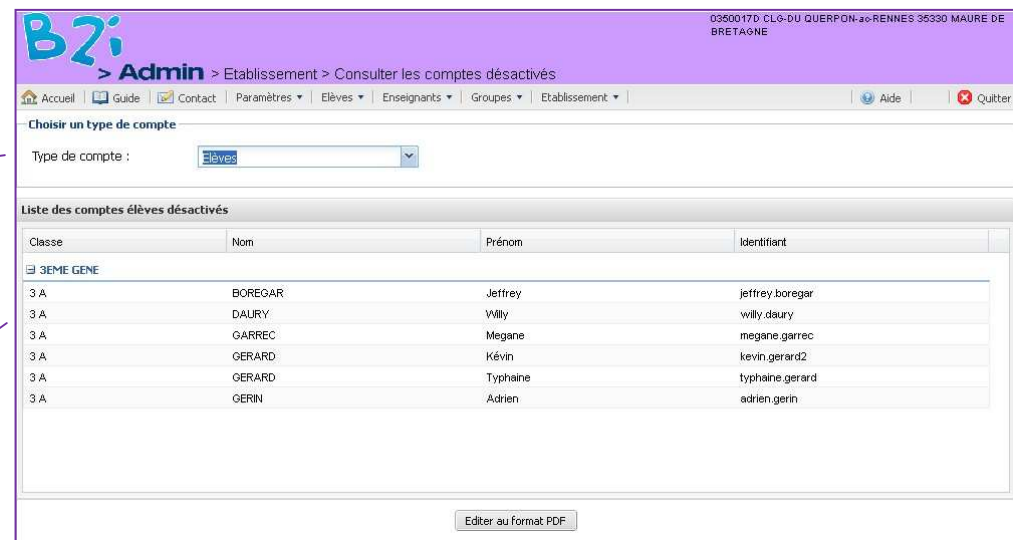 B2i
0350017D CLG-DU QUERPON-ac-RENNES 35330 MAURE DE
BRETAGNE
> Admin > Etablissement > Consulter les comptes désactivés
Accueil Guide Contact Paramètres Elèves Enseignants Groupes Etablissement Aide Quitter
Choisir un type de compte
Type de compte : Elèves
Liste des comptes élèves désactivés
Classe Nom Prénom Identifiant
3EME GENE
3 A BOREGAR Jeffrey jeffrey.boregar
3 A DAURY Willy willy.daury
3 A GARREC Megane megane.garrec
3 A GERARD Kévin kevin.gerard2
3 A GERARD Typhaine typhaine.gerard
3 A GERIN Adrien adrien.gerin
Editer au format PDF